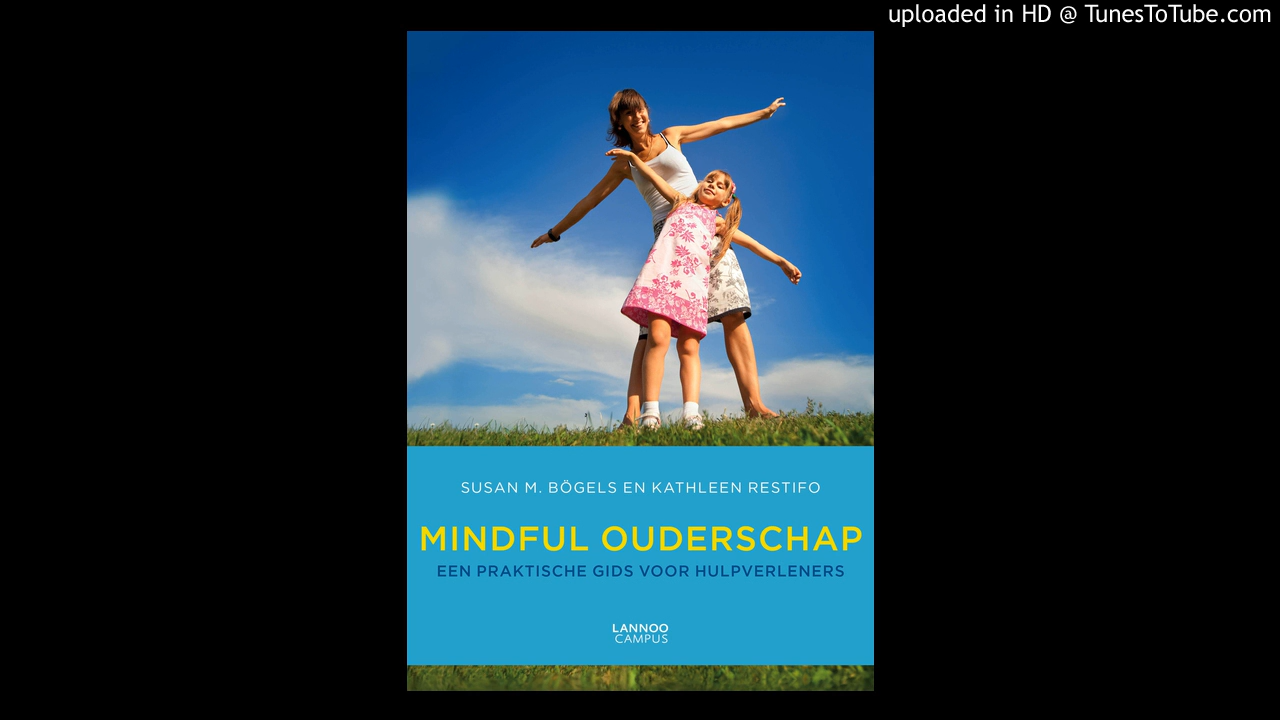 uploaded in HD @ TunesToTube.com
SUSAN M. BÖGELS EN KATHLEEN RESTIFO
MINDFUL OUDERSCHAP
EEN PRAKTISCHE GIDS VOOR HULPVERLENERS
LANNOO
CAMPUS